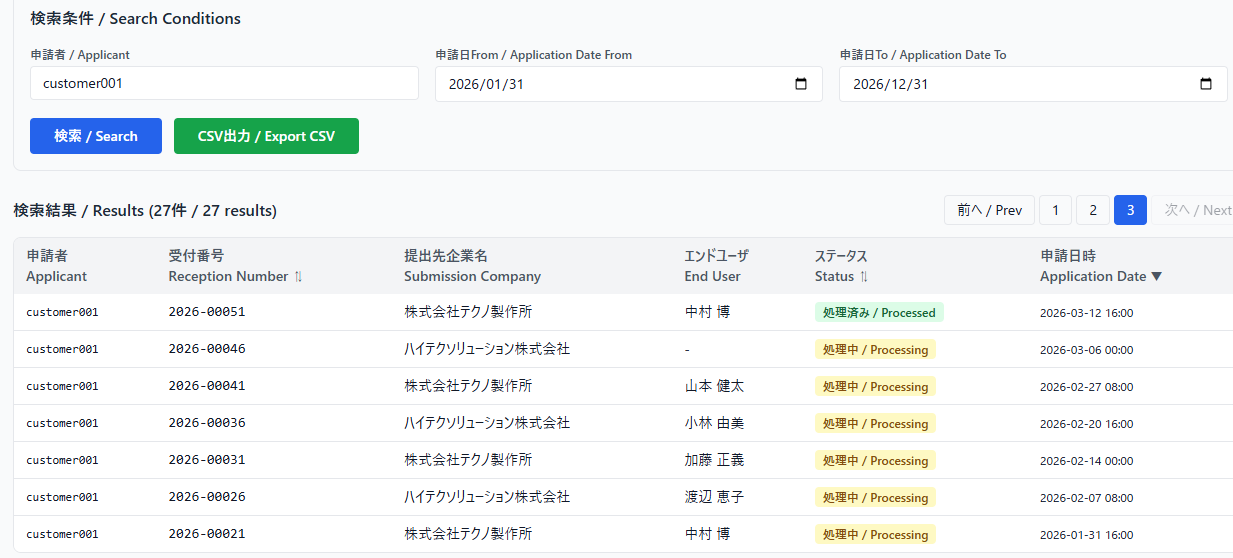 検索条件 / Search Conditions
申請者 / Applicant
申請日From / Application Date From
申請日To / Application Date To
customer001
2026/01/31
2026/12/31
検索 / Search
CSV出力 / Export CSV
検索結果 / Results (27件 / 27 results)
前へ / Prev
1
2
3
次へ / Next
申請者
Applicant
受付番号
Reception Number ⇅
提出先企業名
Submission Company
エンドユーザ
End User
ステータス
Status ⇅
申請日時
Application Date ▼
customer001 2026-00051 株式会社テクノ製作所 中村 博 処理済み / Processed 2026-03-12 16:00
customer001 2026-00046 ハイテクソリューション株式会社 - 処理中 / Processing 2026-03-06 00:00
customer001 2026-00041 株式会社テクノ製作所 山本 健太 処理中 / Processing 2026-02-27 08:00
customer001 2026-00036 ハイテクソリューション株式会社 小林 由美 処理中 / Processing 2026-02-20 16:00
customer001 2026-00031 株式会社テクノ製作所 加藤 正義 処理中 / Processing 2026-02-14 00:00
customer001 2026-00026 ハイテクソリューション株式会社 渡辺 恵子 処理中 / Processing 2026-02-07 08:00
customer001 2026-00021 株式会社テクノ製作所 中村 博 処理中 / Processing 2026-01-31 16:00